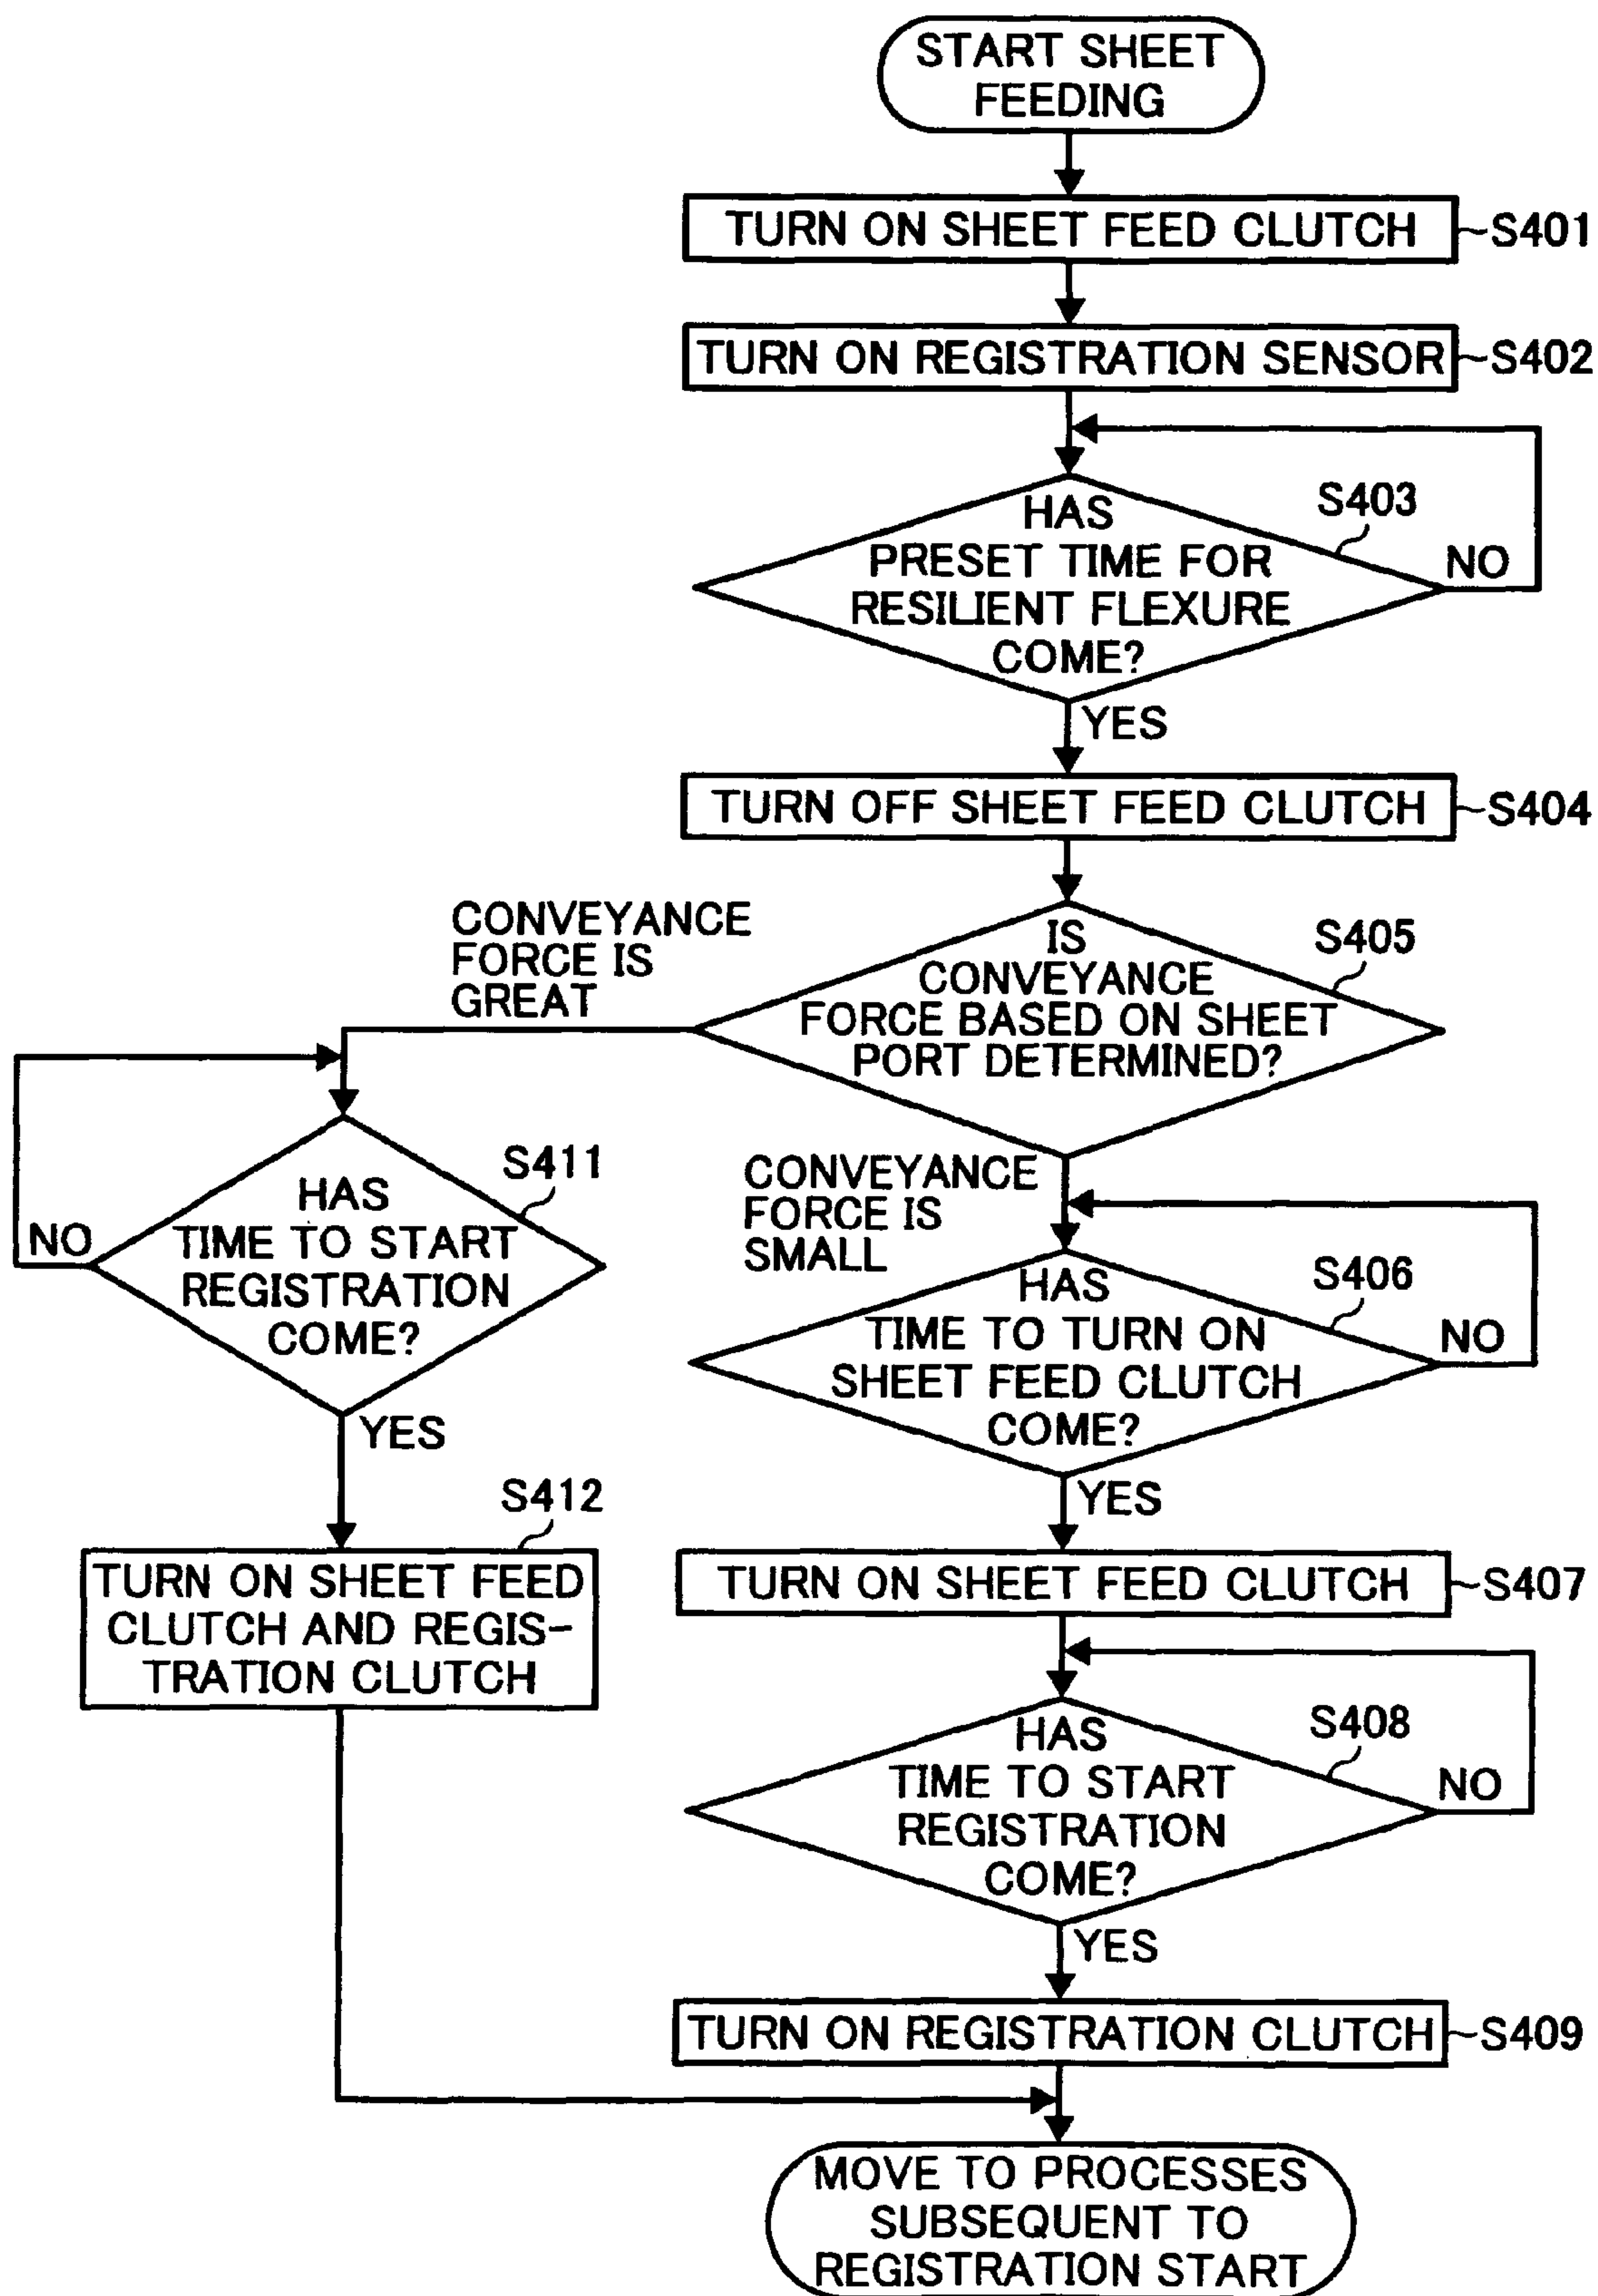 START SHEET
FEEDING
TURN ON SHEET FEED CLUTCH
S401
TURN ON REGISTRATION SENSOR
S402
S403
HAS
PRESET TIME FOR
RESILIENT FLEXURE
COME?
NO
YES
TURN OFF SHEET FEED CLUTCH
S404
CONVEYANCE
FORCE IS
GREAT
S405
IS
CONVEYANCE
FORCE BASED ON SHEET
PORT DETERMINED?
S411
HAS
TIME TO START
REGISTRATION
COME?
NO
YES
CONVEYANCE
FORCE IS
SMALL
S406
HAS
TIME TO TURN ON
SHEET FEED CLUTCH
COME?
NO
YES
S412
TURN ON SHEET FEED
CLUTCH AND REGIS-
TRATION CLUTCH
TURN ON SHEET FEED CLUTCH
S407
S408
HAS
TIME TO START
REGISTRATION
COME?
NO
YES
TURN ON REGISTRATION CLUTCH
S409
MOVE TO PROCESSES
SUBSEQUENT TO
REGISTRATION START